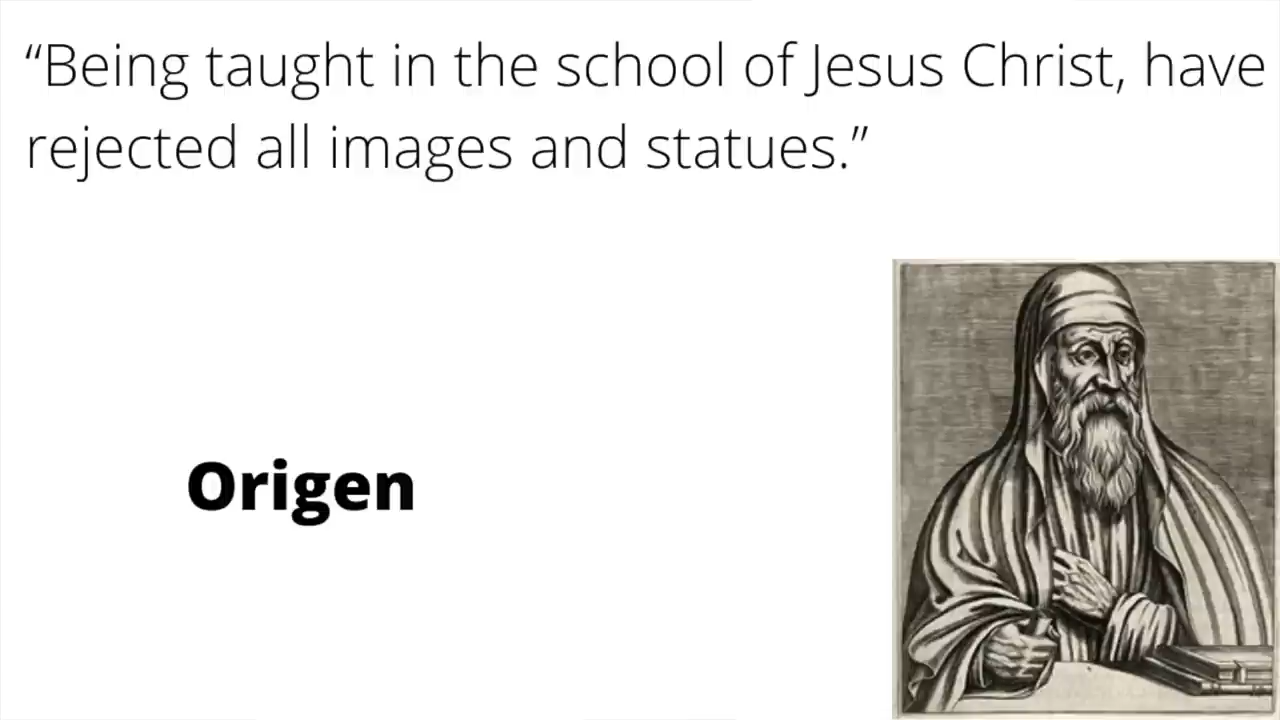 “Being taught in the school of Jesus Christ, have
rejected all images and statues.”
Origen